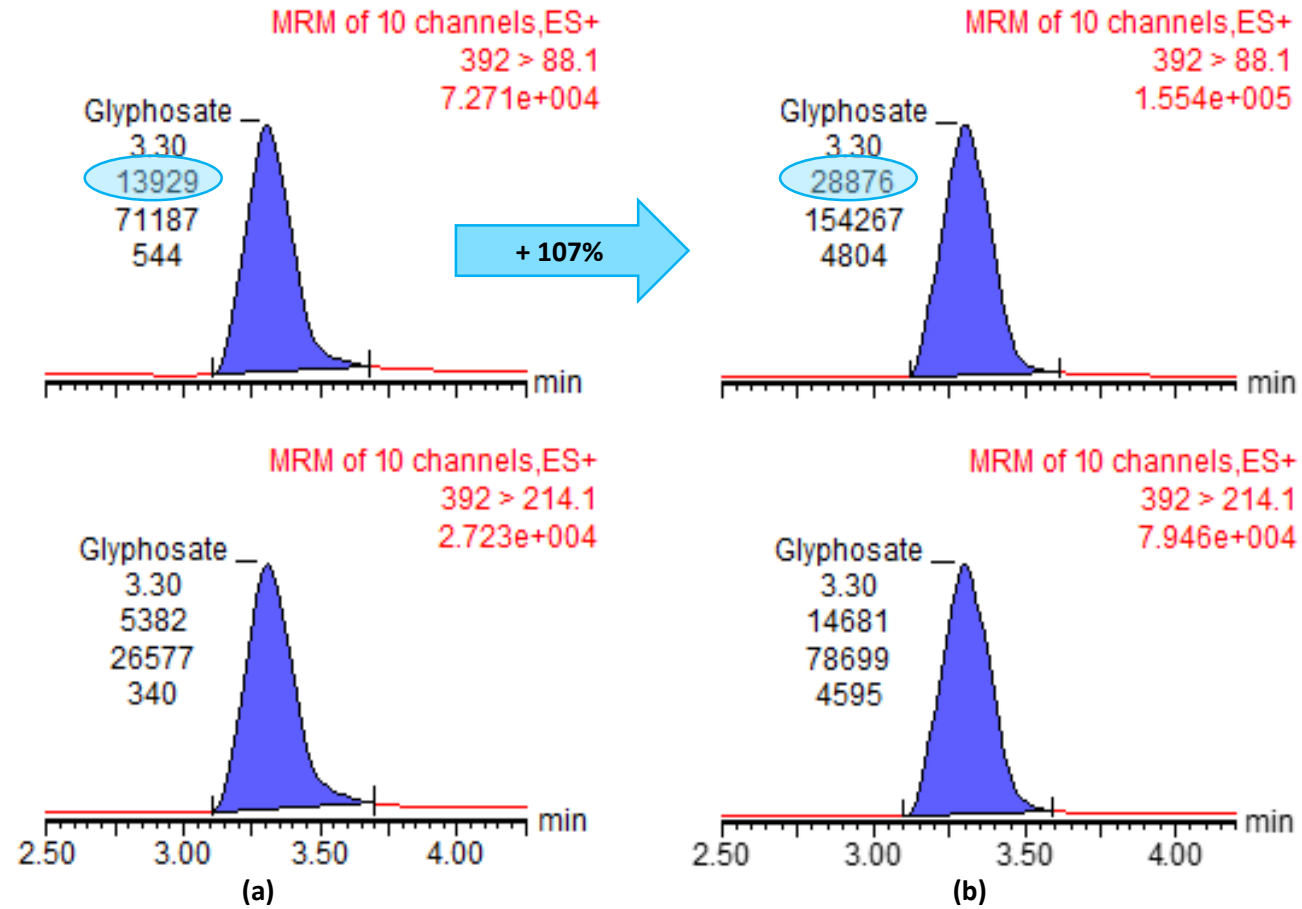 MRM of 10 channels,ES+
392 > 88.1
7.271e+004
Glyphosate
3.30
13929
71187
544
min
+ 107%
MRM of 10 channels,ES+
392 > 88.1
1.554e+005
Glyphosate
3.30
28876
154267
4804
min
MRM of 10 channels,ES+
392 > 214.1
2.723e+004
Glyphosate
3.30
5382
26577
340
min
2.50 3.00 3.50 4.00
(a)
MRM of 10 channels,ES+
392 > 214.1
7.946e+004
Glyphosate
3.30
14681
78699
4595
min
2.50 3.00 3.50 4.00
(b)